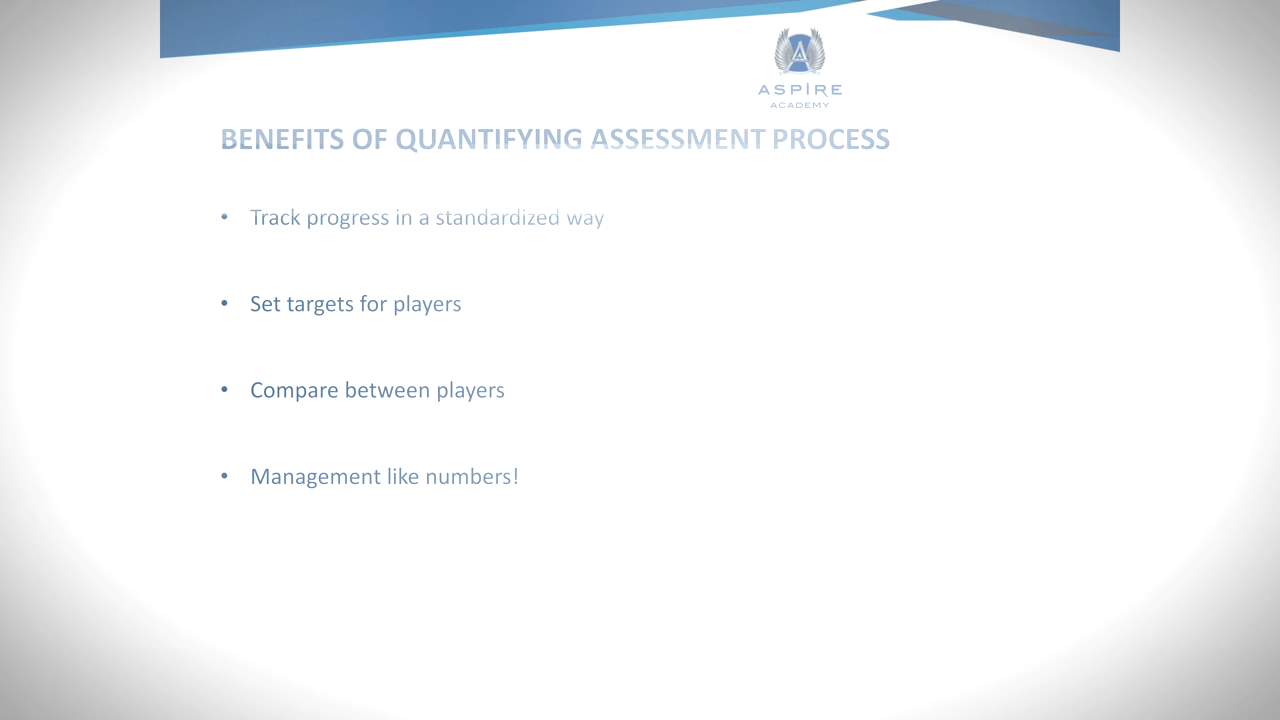 ASPIRE
ACADEMY
BENEFITS OF QUANTIFYING ASSESSMENT PROCESS
• Track progress in a standardized way
• Set targets for players
• Compare between players
• Management like numbers!